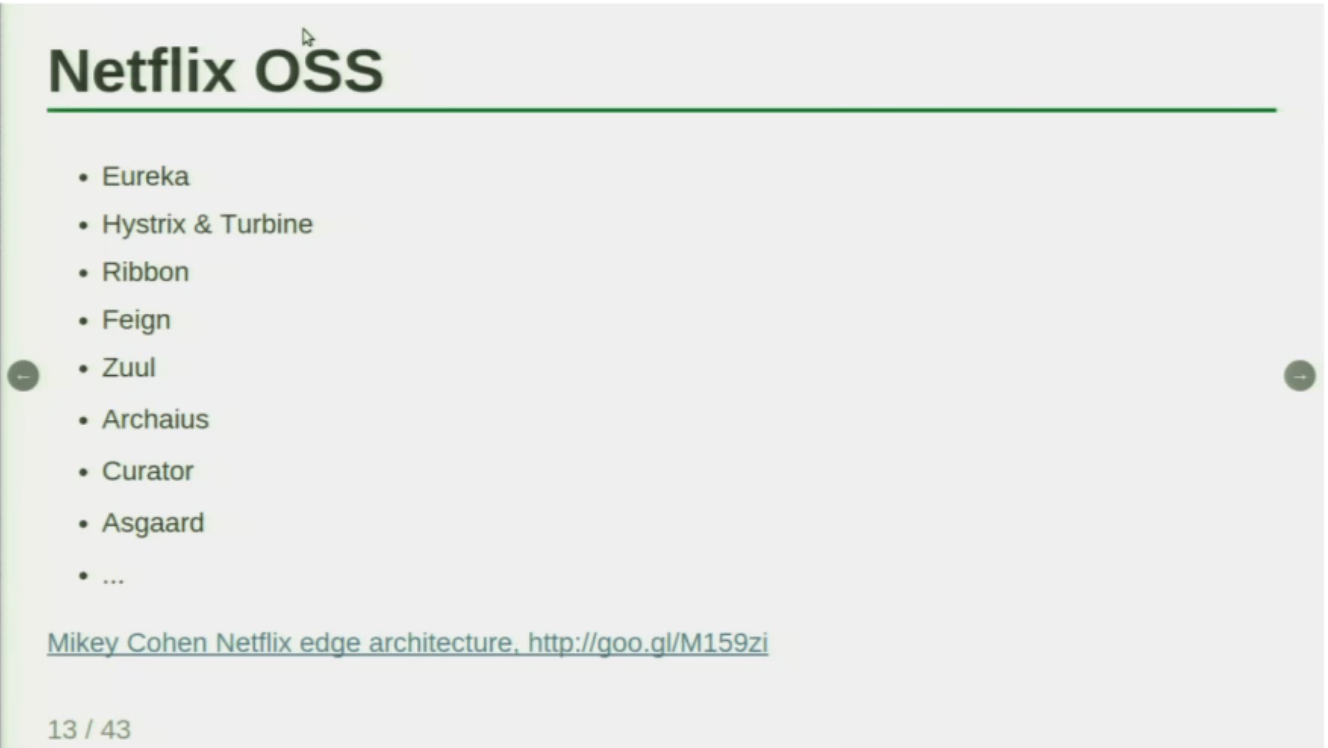 Netflix OSS
• Eureka
• Hystrix & Turbine
• Ribbon
• Feign
← • Zuul →
• Archaius
• Curator
• Asgaard
• ...
Mikey Cohen Netflix edge architecture, http://goo.gl/M159zi
13 / 43